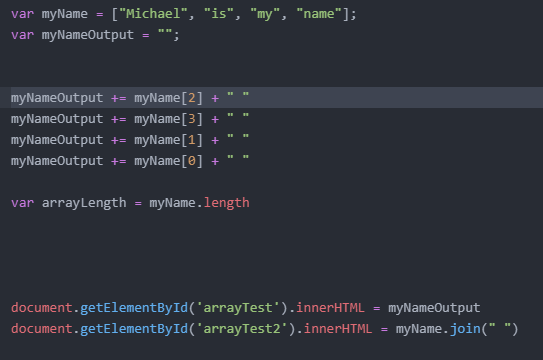 var myName = ["Michael", "is", "my", "name"];
var myNameOutput = "";
myNameOutput += myName[2] + " "
myNameOutput += myName[3] + " "
myNameOutput += myName[1] + " "
myNameOutput += myName[0] + " "
var arrayLength = myName.length
document.getElementById('arrayTest').innerHTML = myNameOutput
document.getElementById('arrayTest2').innerHTML = myName.join(" ")